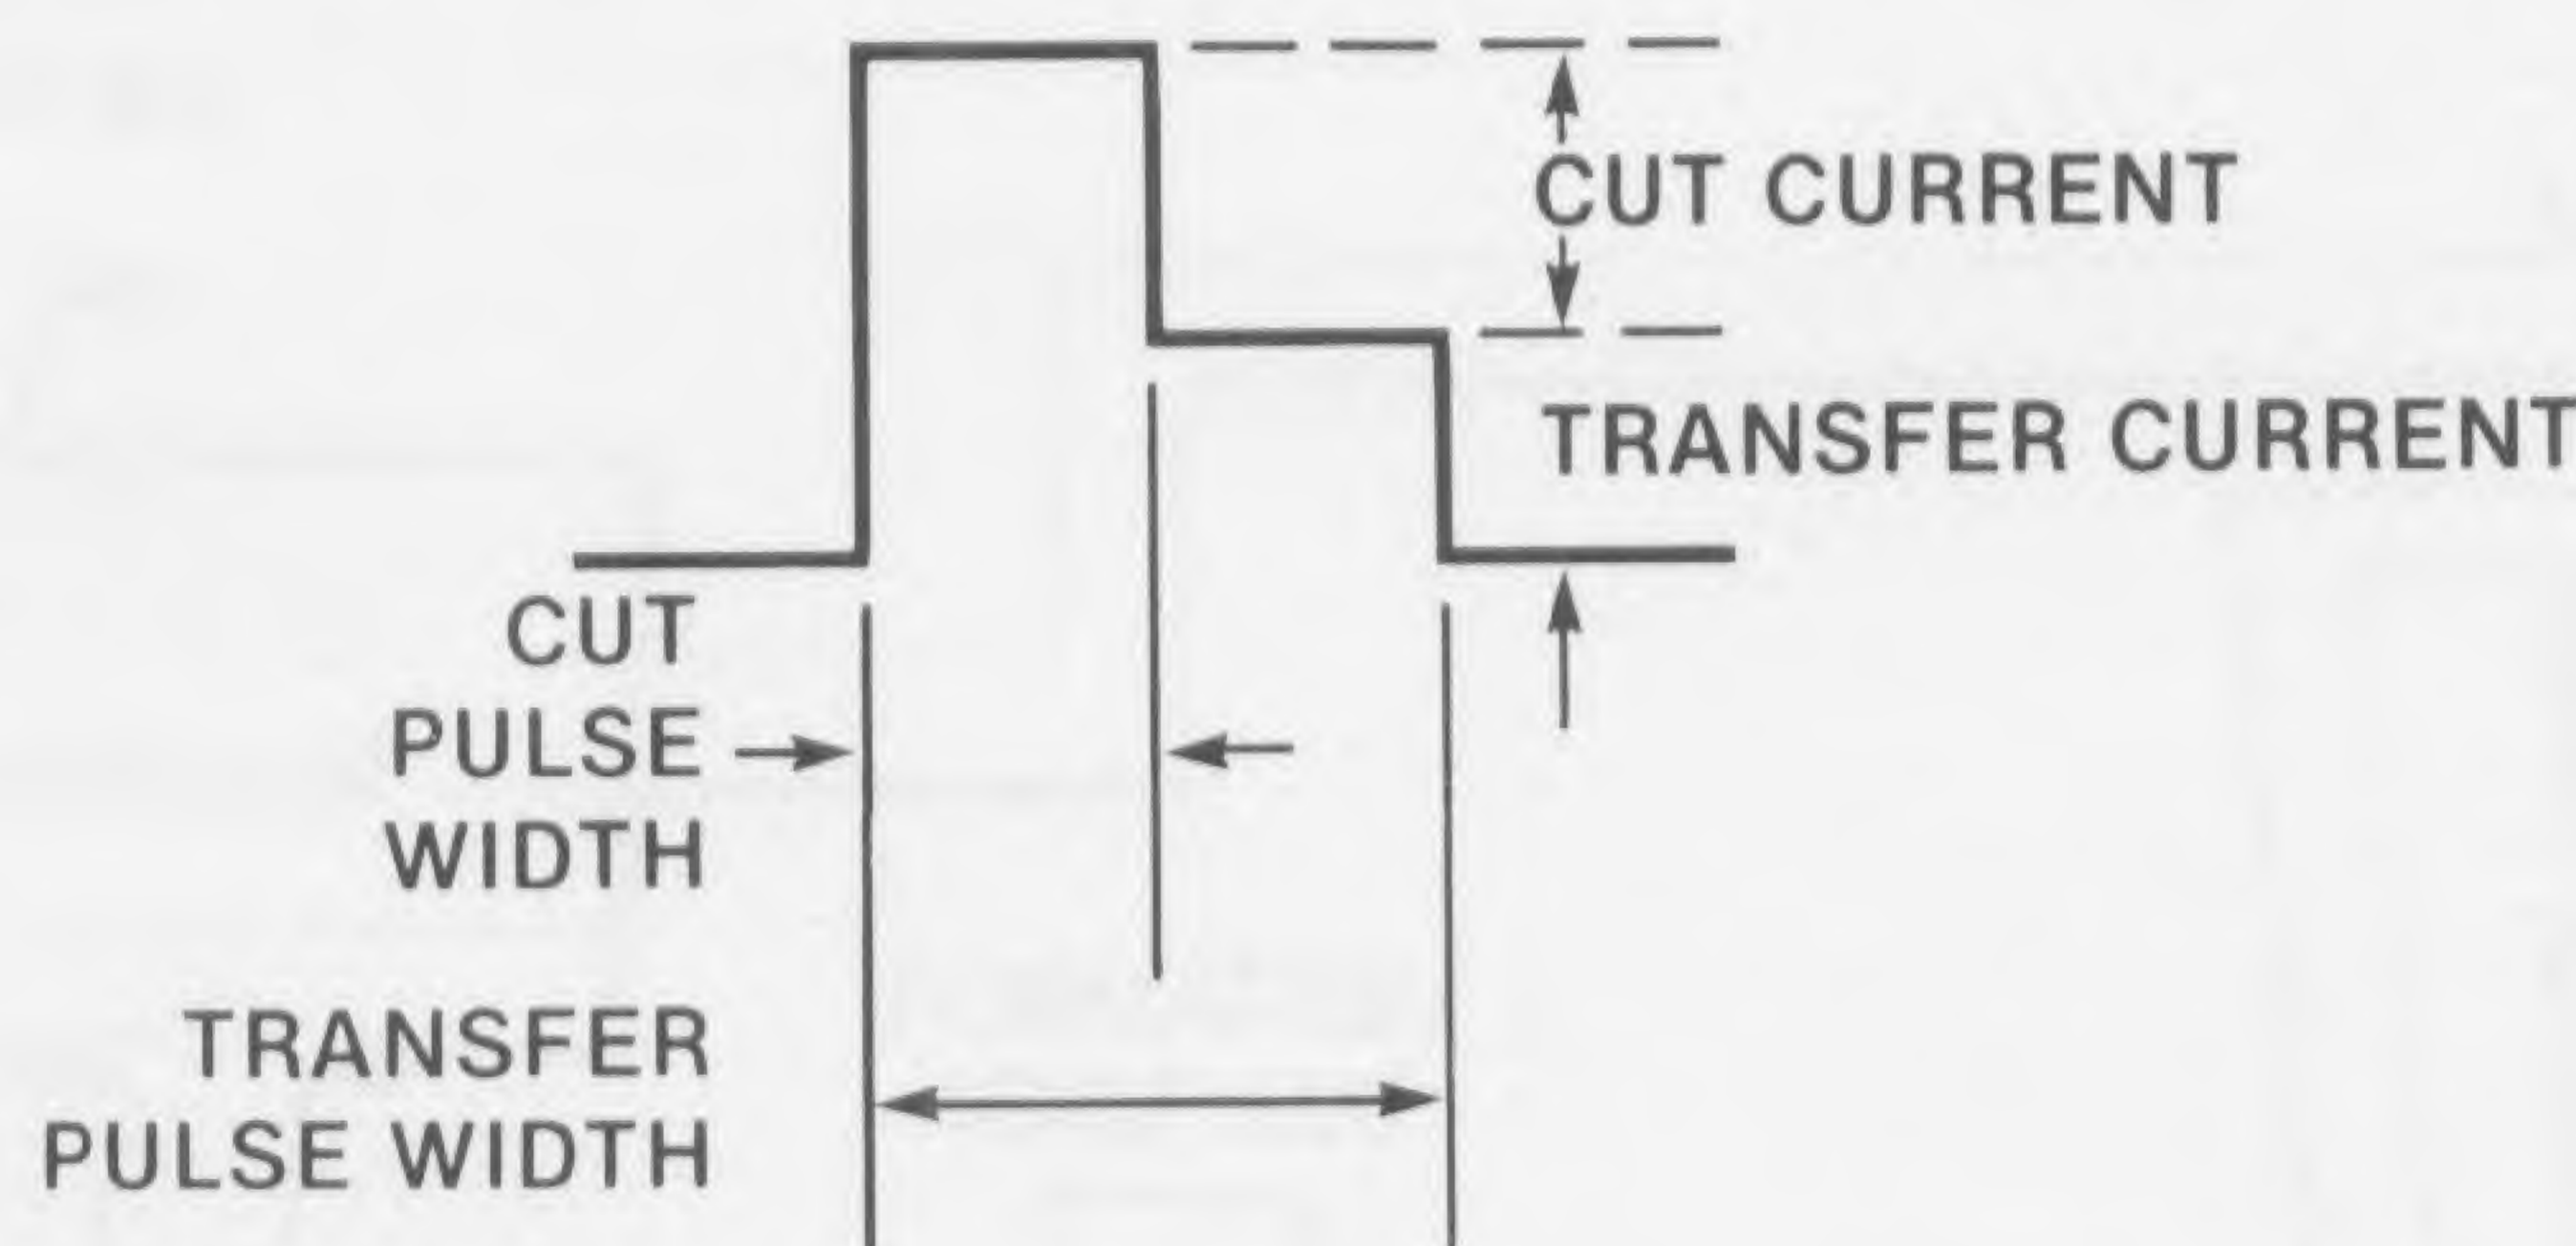 CUT CURRENT
TRANSFER CURRENT
CUT
PULSE
WIDTH
TRANSFER
PULSE WIDTH